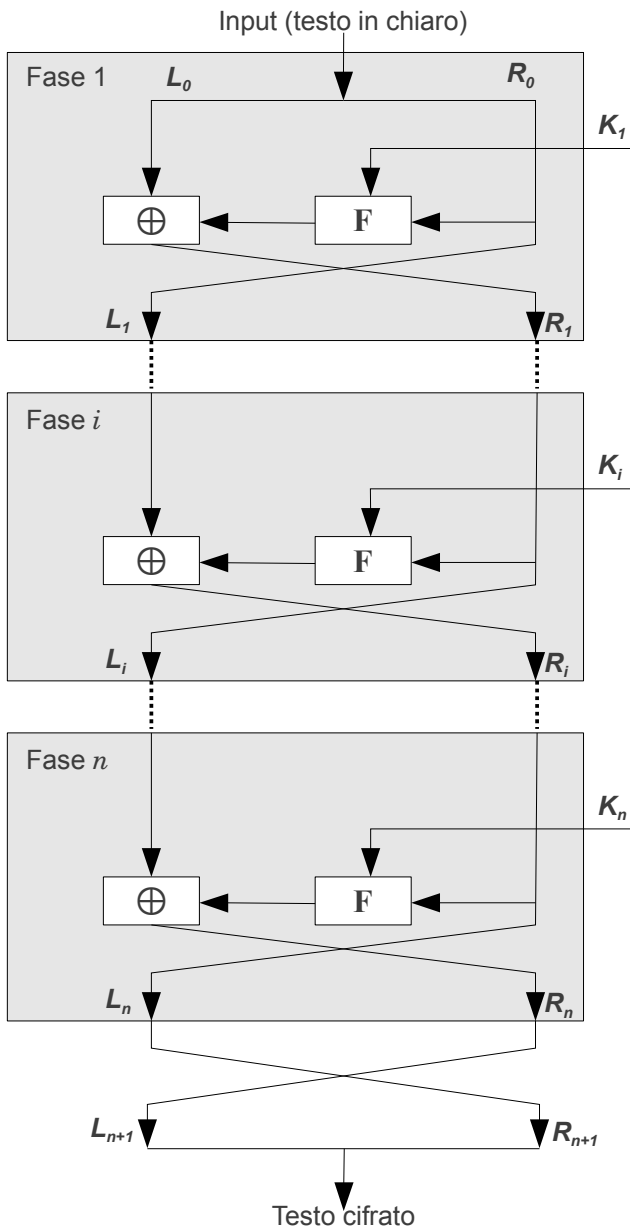 Input (testo in chiaro)
Fase 1
L0
R0
K1
⊕
F
L1
R1
Fase i
Ki
⊕
F
Li
Ri
Fase n
Kn
⊕
F
Ln
Rn
Ln+1
Rn+1
Testo cifrato